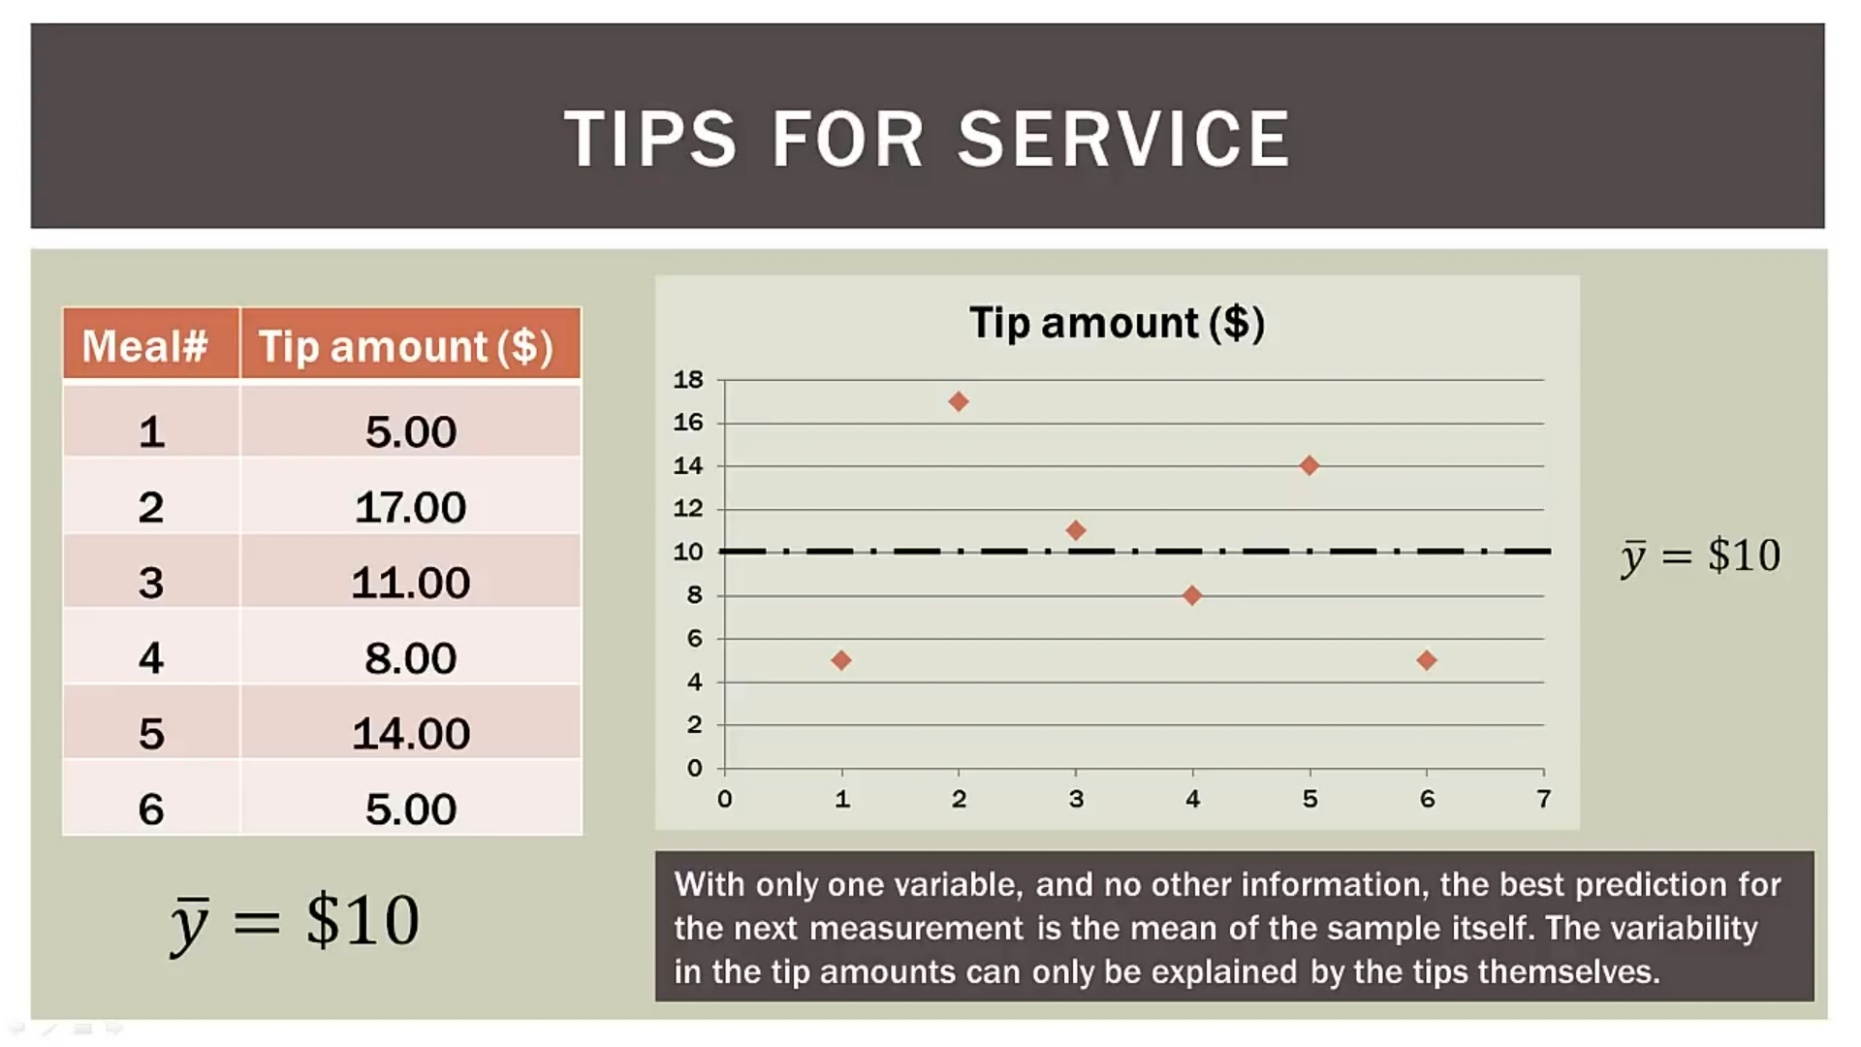 TIPS FOR SERVICE
Meal# Tip amount ($)
1 5.00
2 17.00
3 11.00
4 8.00
5 14.00
6 5.00
ȳ = $10
Tip amount ($)
18
16
14
12
10
8
6
4
2
0
0 1 2 3 4 5 6 7
ȳ = $10
With only one variable, and no other information, the best prediction for
the next measurement is the mean of the sample itself. The variability
in the tip amounts can only be explained by the tips themselves.